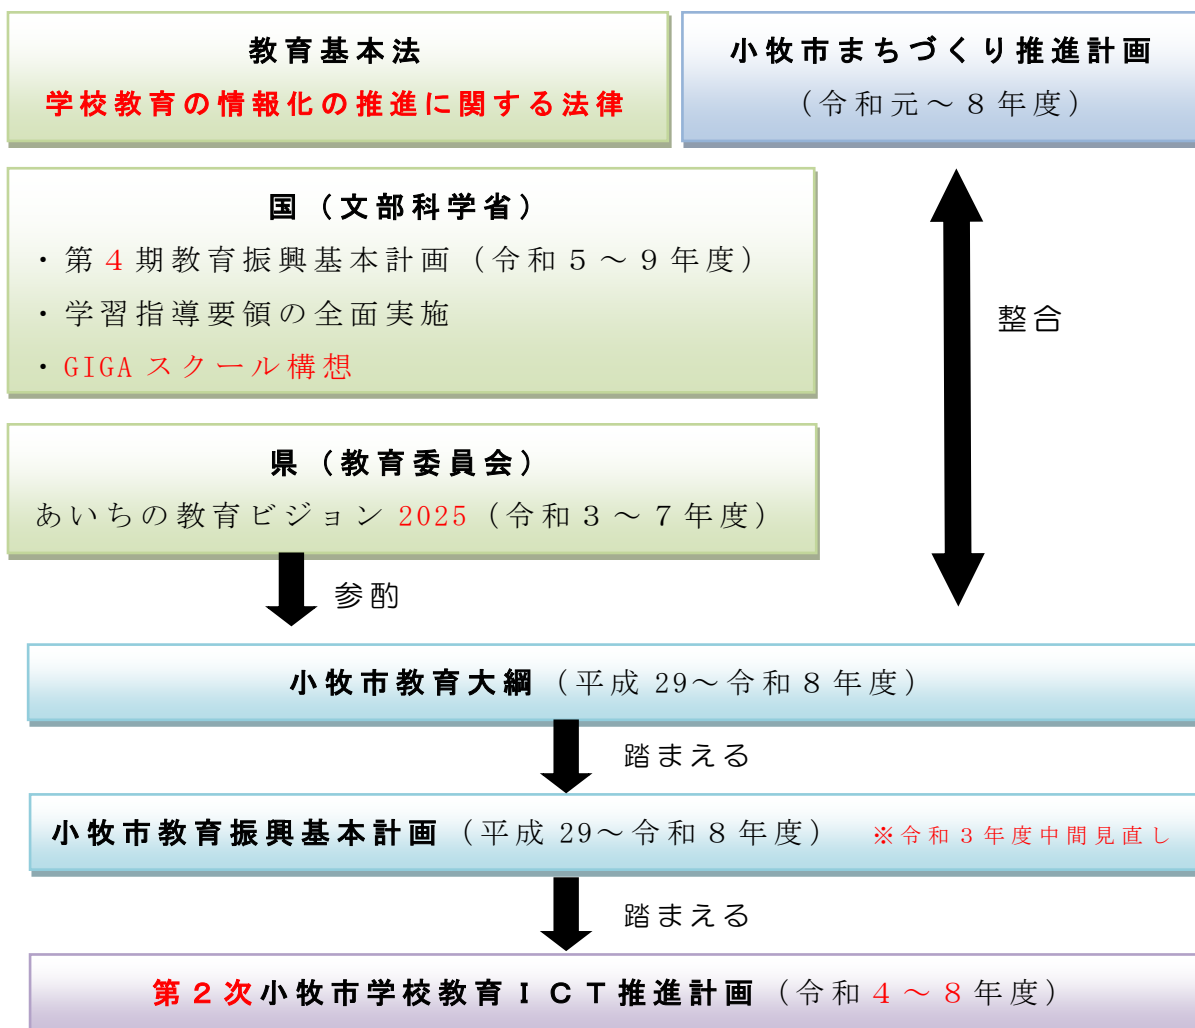 教育基本法
学校教育の情報化の推進に関する法律
小牧市まちづくり推進計画
（令和元～８年度）
国（文部科学省）
・第４期教育振興基本計画（令和５～９年度）
・学習指導要領の全面実施
・GIGAスクール構想
整合
県（教育委員会）
あいちの教育ビジョン2025（令和３～７年度）
参酌
小牧市教育大綱（平成29～令和８年度）
踏まえる
小牧市教育振興基本計画（平成29～令和８年度）　※令和３年度中間見直し
踏まえる
第２次小牧市学校教育ＩＣＴ推進計画（令和４～８年度）